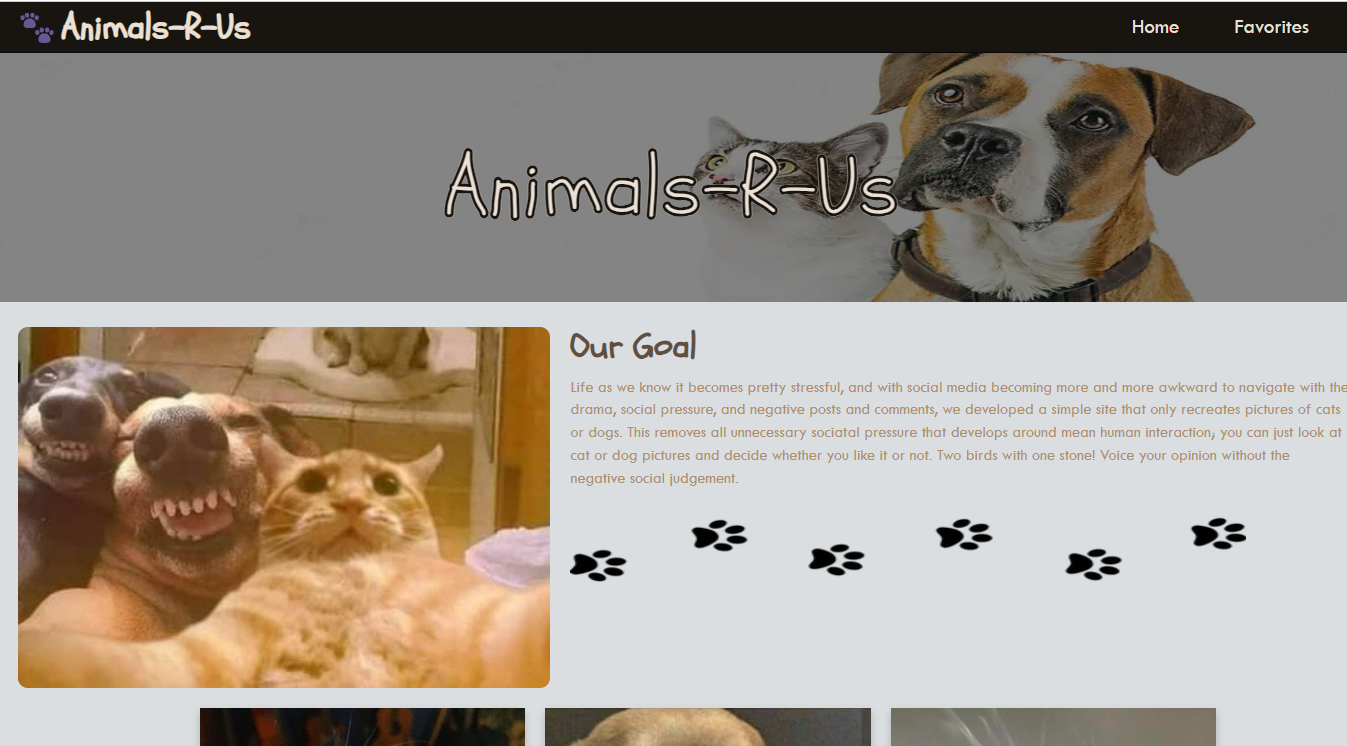 Animals-R-Us
Home
Favorites
Animals-R-Us
Our Goal
Life as we know it becomes pretty stressful, and with social media becoming more and more awkward to navigate with the
drama, social pressure, and negative posts and comments, we developed a simple site that only recreates pictures of cats
or dogs. This removes all unnecessary sociatal pressure that develops around mean human interaction; you can just look at
cat or dog pictures and decide whether you like it or not. Two birds with one stone! Voice your opinion without the
negative social judgement.